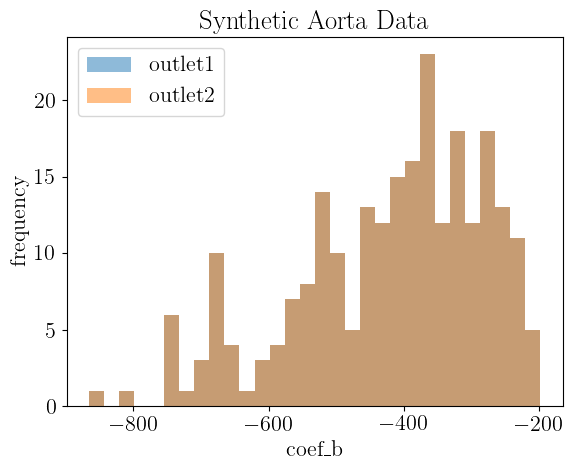 Synthetic Aorta Data
outlet1
outlet2
frequency
20
15
10
5
0
−800 −600 −400 −200
coef_b